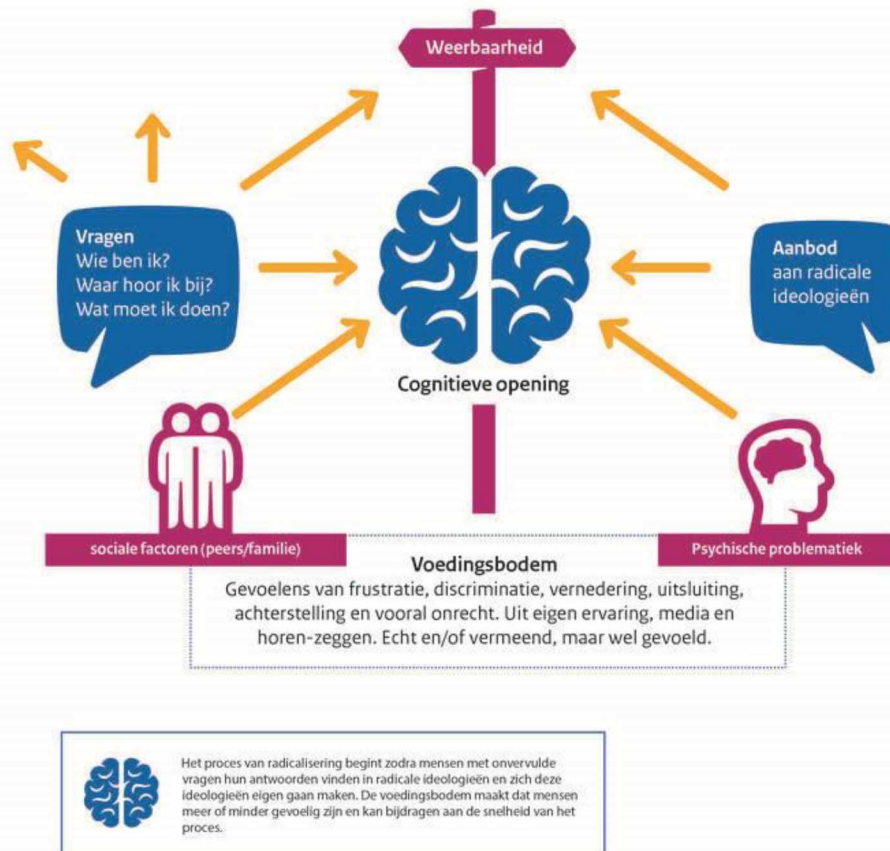 Weerbaarheid
Vragen
Wie ben ik?
Waar hoor ik bij?
Wat moet ik doen?
Aanbod
aan radicale
ideologieën
Cognitieve opening
sociale factoren (peers/familie)
Psychische problematiek
Voedingsbodem
Gevoelens van frustratie, discriminatie, vernedering, uitsluiting,
achterstelling en vooral onrecht. Uit eigen ervaring, media en
horen-zeggen. Echt en/of vermeend, maar wel gevoeld.
Het proces van radicalisering begint zodra mensen met onvervulde
vragen hun antwoorden vinden in radicale ideologieën en zich deze
ideologieën eigen gaan maken. De voedingsbodem maakt dat mensen
meer of minder gevoelig zijn en kan bijdragen aan de snelheid van het
proces.